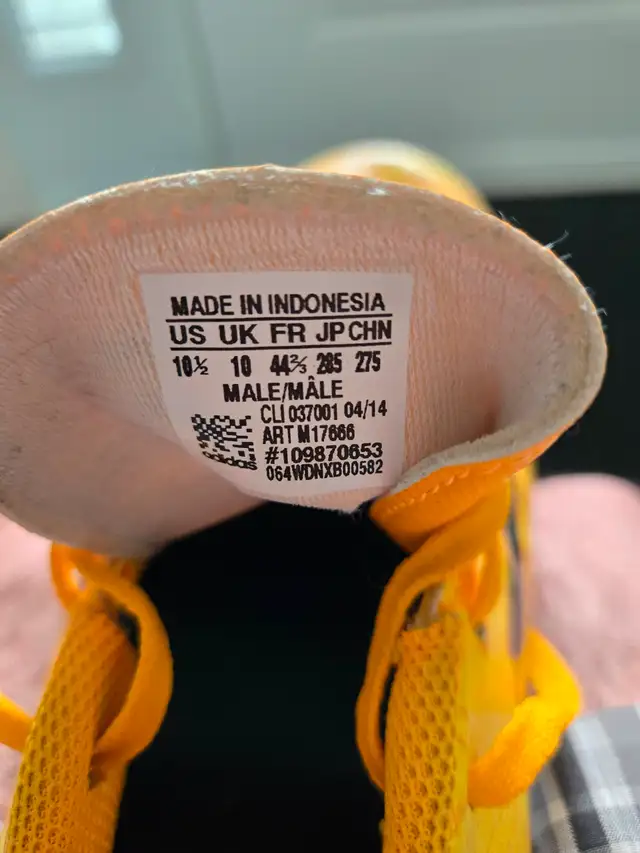 MADE IN INDONESIA
US UK FR JP CHN
10½ 10 44⅔ 285 275
MALE/MÂLE
CLI 037001 04/14
ART M17666
#109870653
adidas 064WDNXB00582